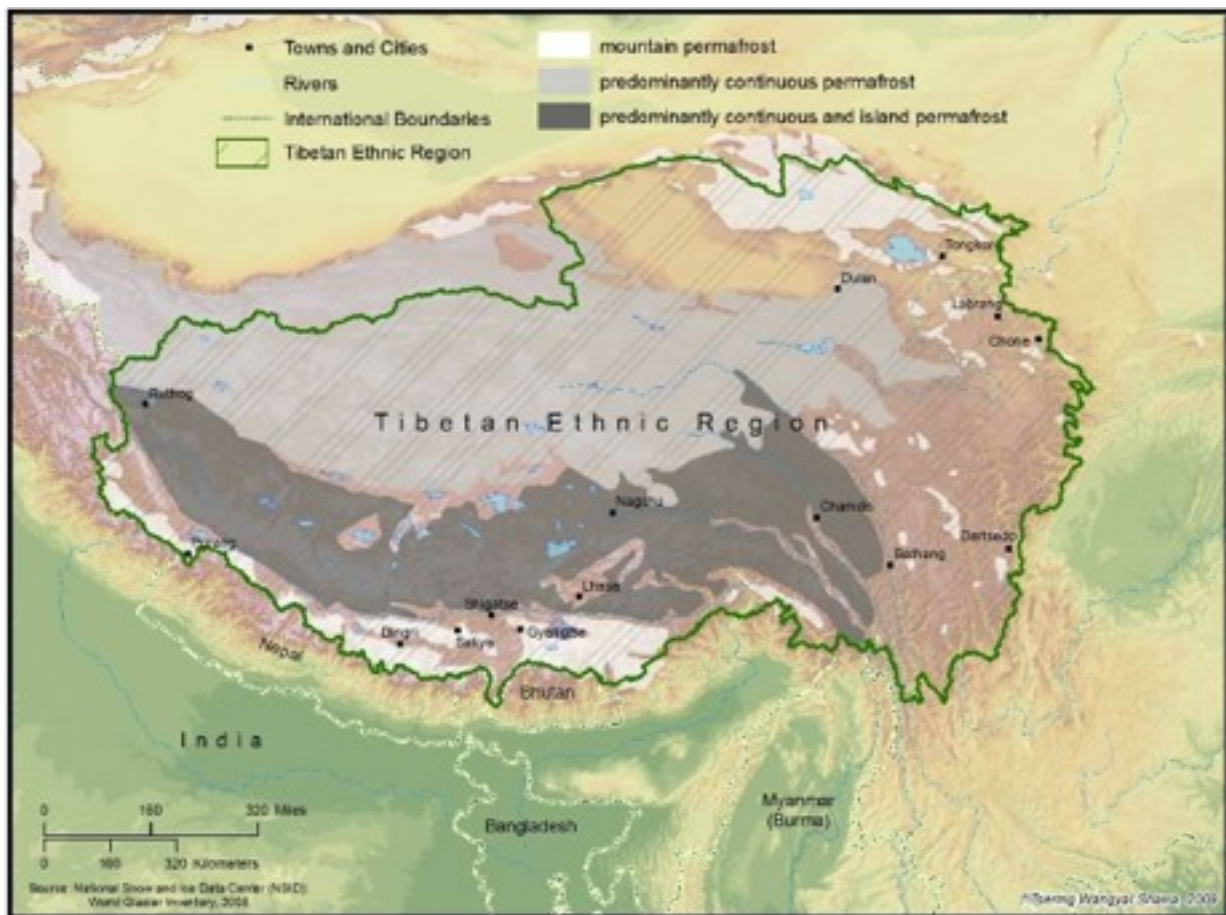 Towns and Cities
Rivers
International Boundaries
Tibetan Ethnic Region
mountain permafrost
predominantly continuous permafrost
predominantly continuous and island permafrost
Tongkor
Dulan
Labrang
Chone
Ruthog
Tibetan Ethnic Region
Nagchu
Chamdo
Dartsedo
Bathang
Lhasa
Shigatse
Dingri
Sakya
Gyangtse
Nepal
Bhutan
India
Bangladesh
Myanmar
(Burma)
0 160 320 Miles
0 160 320 Kilometers
Source: National Snow and Ice Data Center (NSID)
World Glacier Inventory, 2008